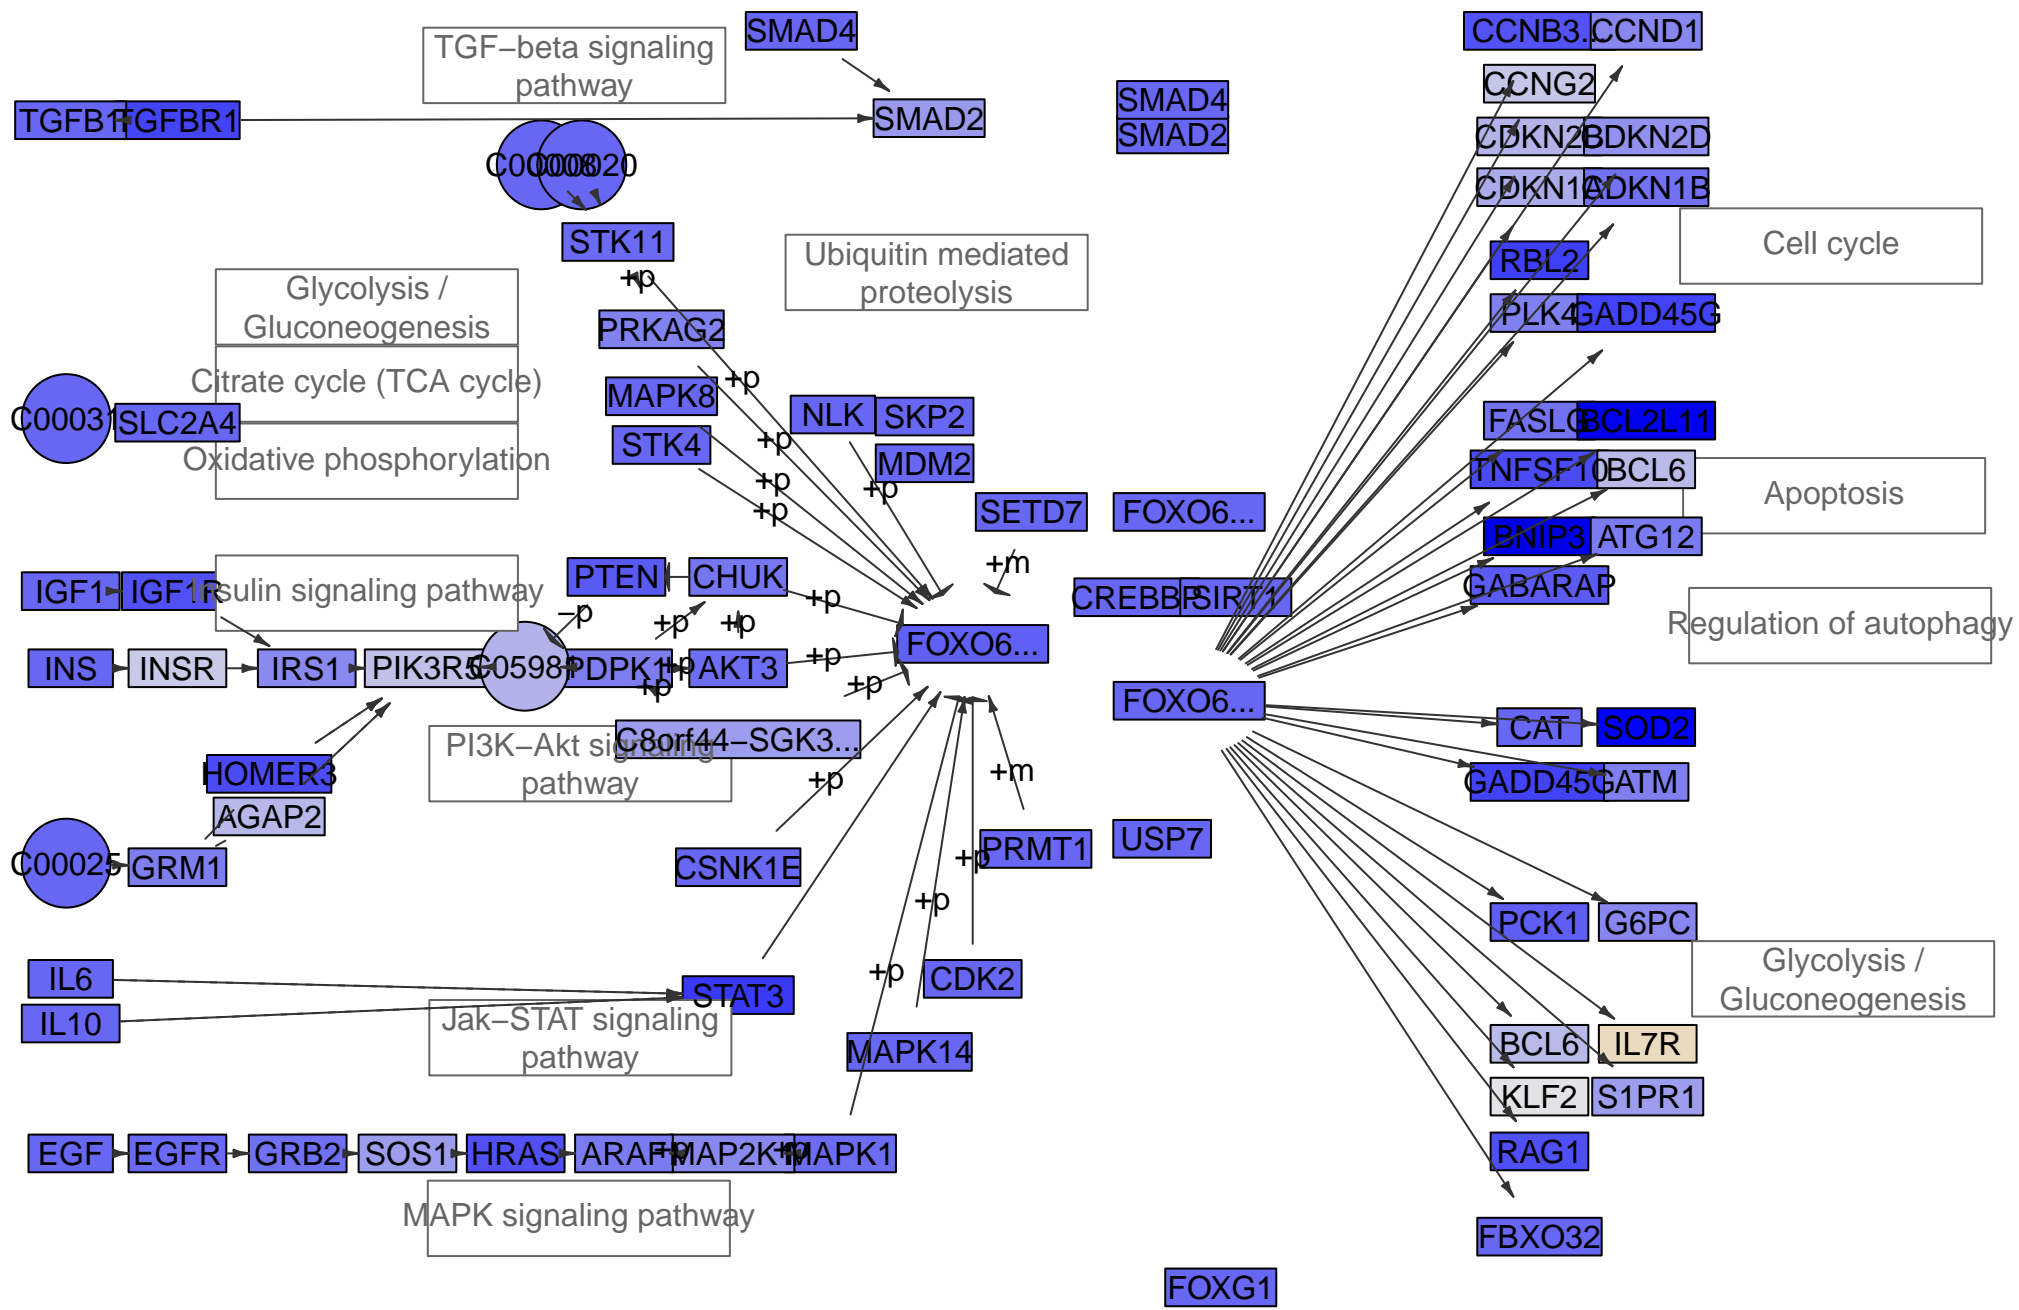 SMAD4
TGF−beta signaling
pathway
CCNB3...
CCND1
CCNG2
SMAD4
SMAD2
TGFB1
TGFBR1
SMAD2
CDKN2B
CDKN2D
C00020
CDKN1A
CDKN1B
STK11
Ubiquitin mediated
proteolysis
Cell cycle
RBL2
+p
Glycolysis /
Gluconeogenesis
PRKAG2
PLK4
GADD45G
Citrate cycle (TCA cycle)
+p
MAPK8
NLK
SKP2
FASLG
BCL2L11
C00031
SLC2A4
STK4
+p
Oxidative phosphorylation
MDM2
TNFSF10
BCL6
Apoptosis
+p
+p
+p
SETD7
FOXO6...
BNIP3
ATG12
+m
GABARAP
IGF1
IGF1R
Insulin signaling pathway
PTEN
CHUK
+p
CREBBP
SIRT1
−p
+p
+p
Regulation of autophagy
FOXO6...
INS
INSR
IRS1
PIK3R5
C05981
PDPK1
+p
AKT3
+p
+p
+p
FOXO6...
CAT
SOD2
PI3K−Akt signaling
pathway
C8orf44−SGK3...
HOMER3
+p
+m
GADD45G
GATM
AGAP2
USP7
PRMT1
C00025
GRM1
CSNK1E
+p
+p
PCK1
G6PC
Glycolysis /
Gluconeogenesis
IL6
+p
CDK2
STAT3
IL10
Jak−STAT signaling
pathway
MAPK14
BCL6
IL7R
KLF2
S1PR1
EGF
EGFR
GRB2
SOS1
HRAS
ARAF
+p
MAP2K1
+p
MAPK1
RAG1
MAPK signaling pathway
FBXO32
FOXG1